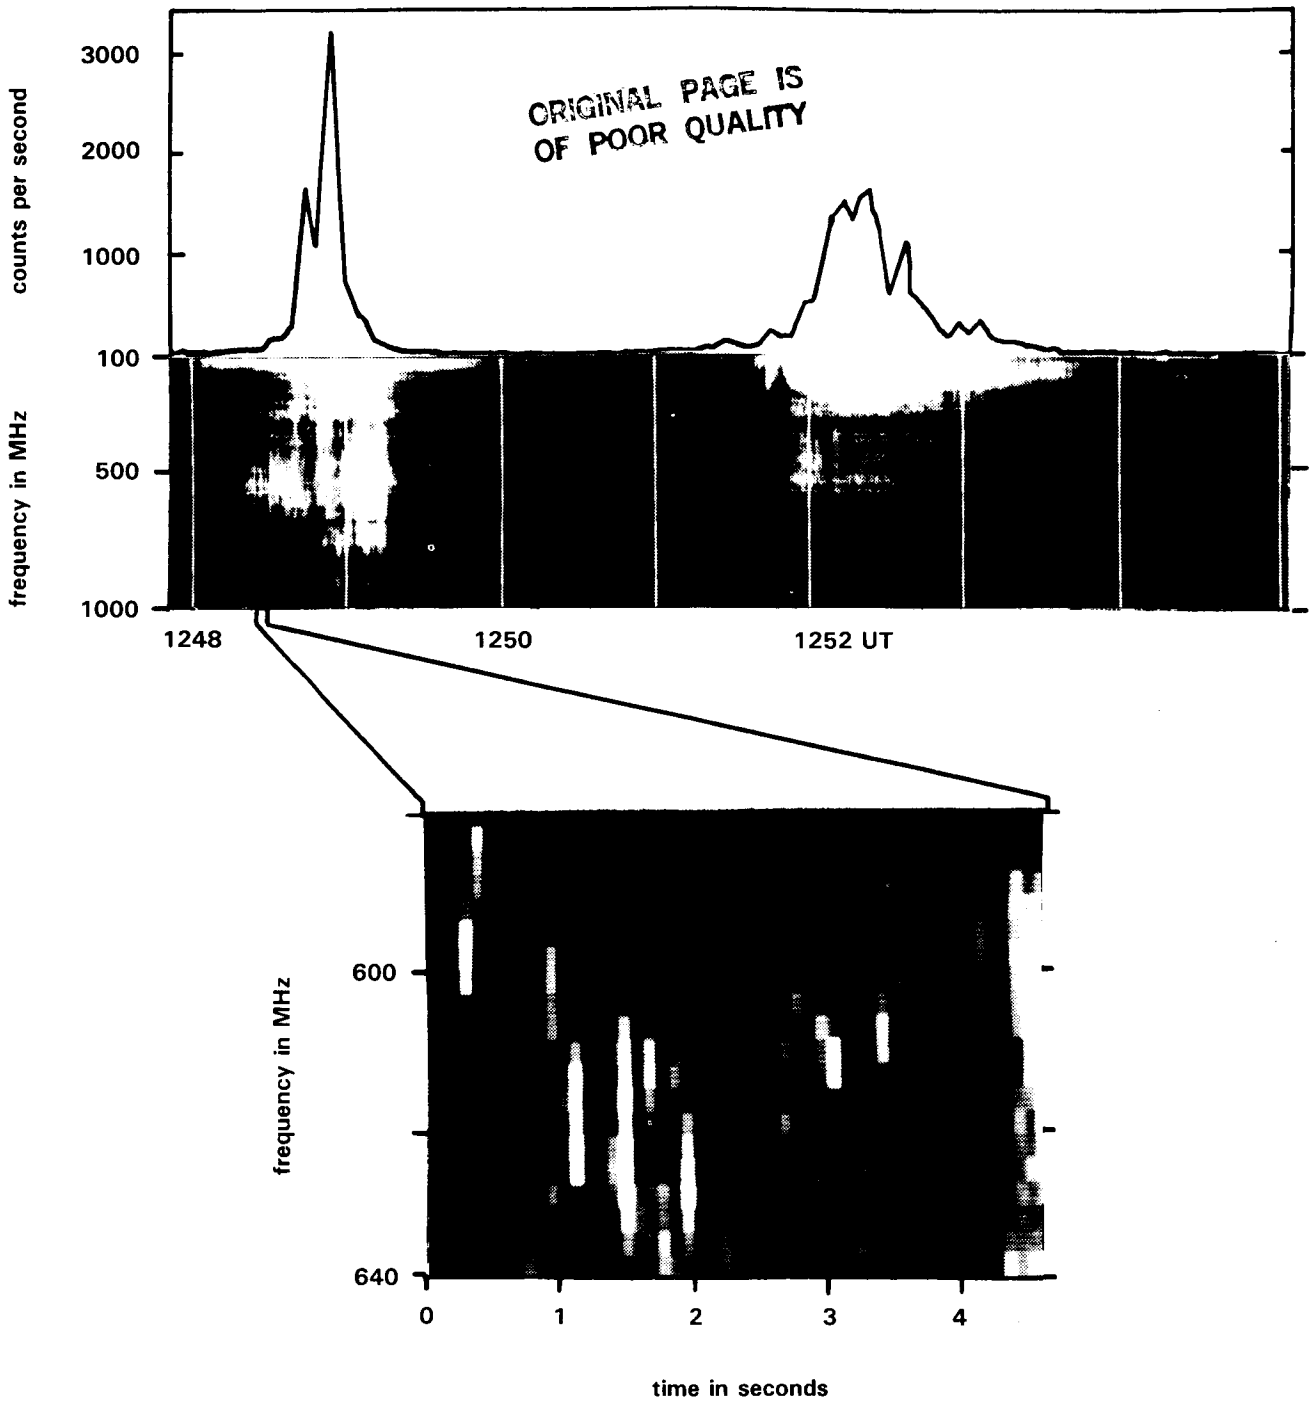 3000
2000
1000
counts per second
ORIGINAL PAGE IS
OF POOR QUALITY
100
500
1000
frequency in MHz
1248
1250
1252 UT
600
640
frequency in MHz
0
1
2
3
4
time in seconds